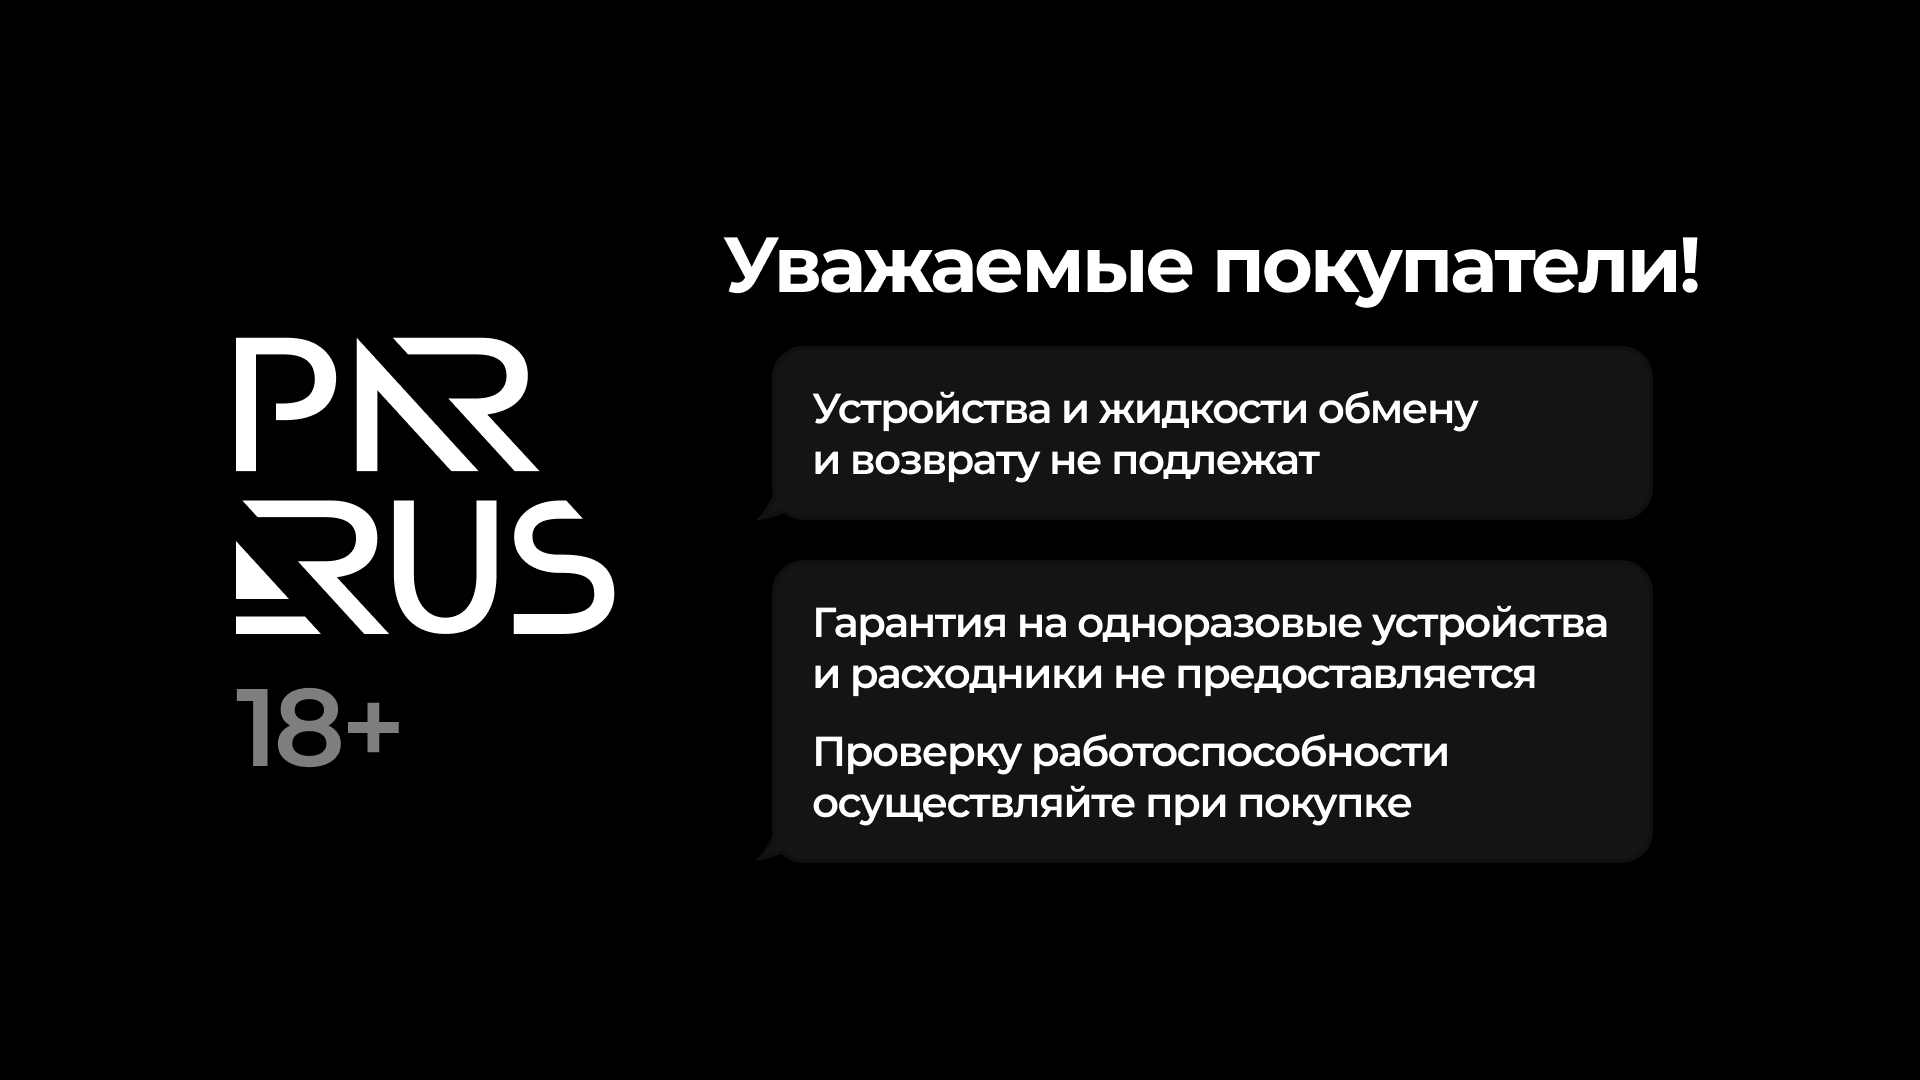 PAR
RUS
18+
Уважаемые покупатели!
Устройства и жидкости обмену
и возврату не подлежат
Гарантия на одноразовые устройства
и расходники не предоставляется
Проверку работоспособности
осуществляйте при покупке